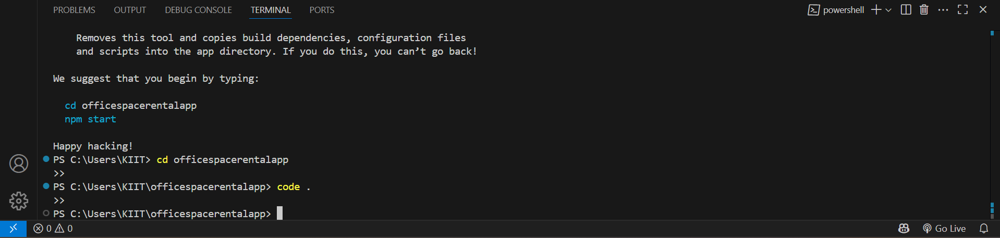 PROBLEMS OUTPUT DEBUG CONSOLE TERMINAL PORTS powershell
Removes this tool and copies build dependencies, configuration files
and scripts into the app directory. If you do this, you can’t go back!
We suggest that you begin by typing:
cd officespacerentalapp
npm start
Happy hacking!
PS C:\Users\KIIT> cd officespacerentalapp
>>
PS C:\Users\KIIT\officespacerentalapp> code .
>>
PS C:\Users\KIIT\officespacerentalapp>
0 0 Go Live